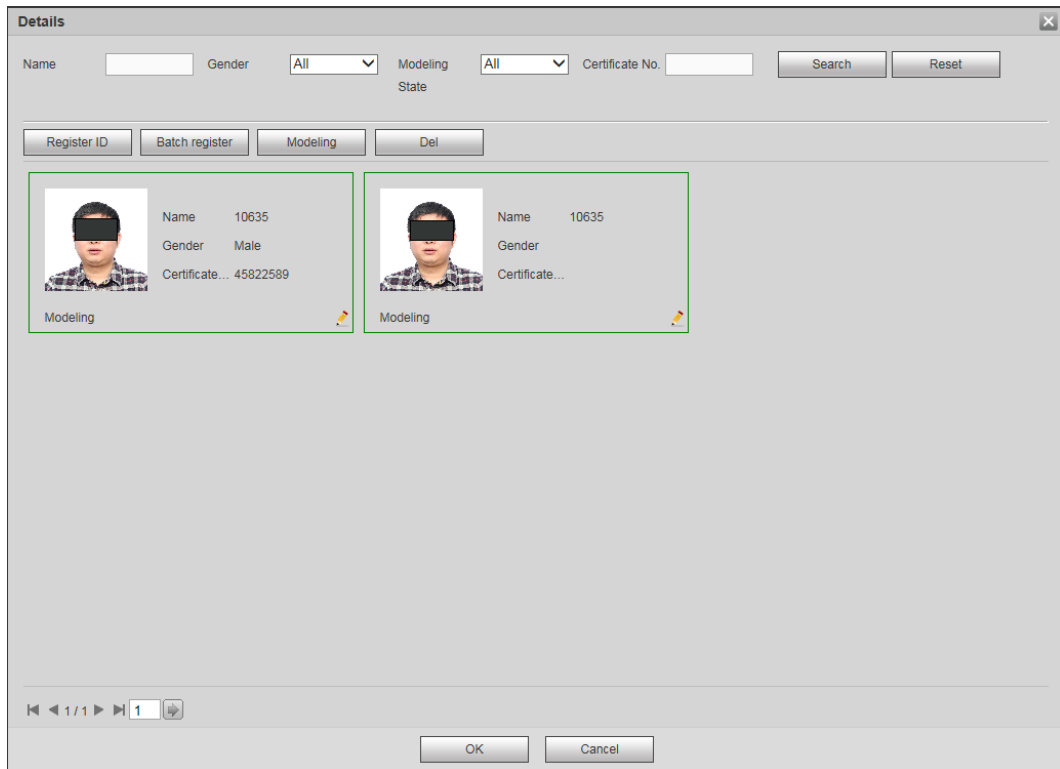 Details
Name Gender All Modeling State All Certificate No. Search Reset
Register ID Batch register Modeling Del
Name 10635
Gender Male
Certificate... 45822589
Modeling
Name 10635
Gender
Certificate...
Modeling
1 / 1 1
OK Cancel